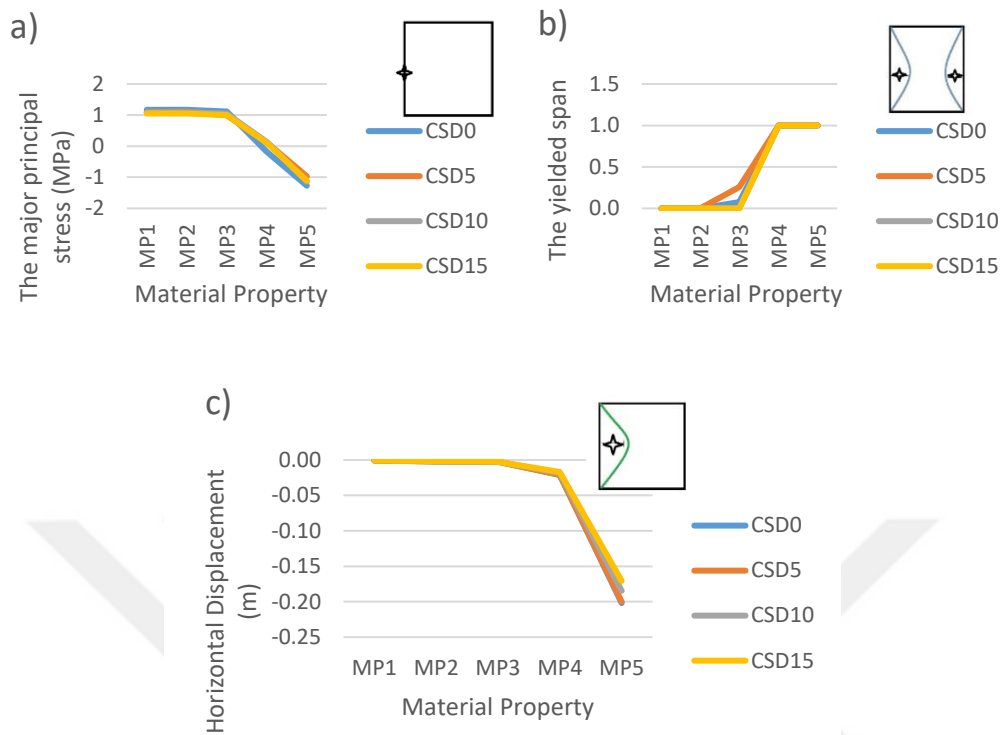 a)
The major principal
stress (MPa)
2
1
0
-1
-2
MP1
MP2
MP3
MP4
MP5
Material Property
CSD0
CSD5
CSD10
CSD15
b)
The yielded span
1.5
1.0
0.5
0.0
MP1
MP2
MP3
MP4
MP5
Material Property
CSD0
CSD5
CSD10
CSD15
c)
Horizontal Displacement
(m)
0.00
-0.05
-0.10
-0.15
-0.20
-0.25
MP1 MP2 MP3 MP4 MP5
Material Property
CSD0
CSD5
CSD10
CSD15